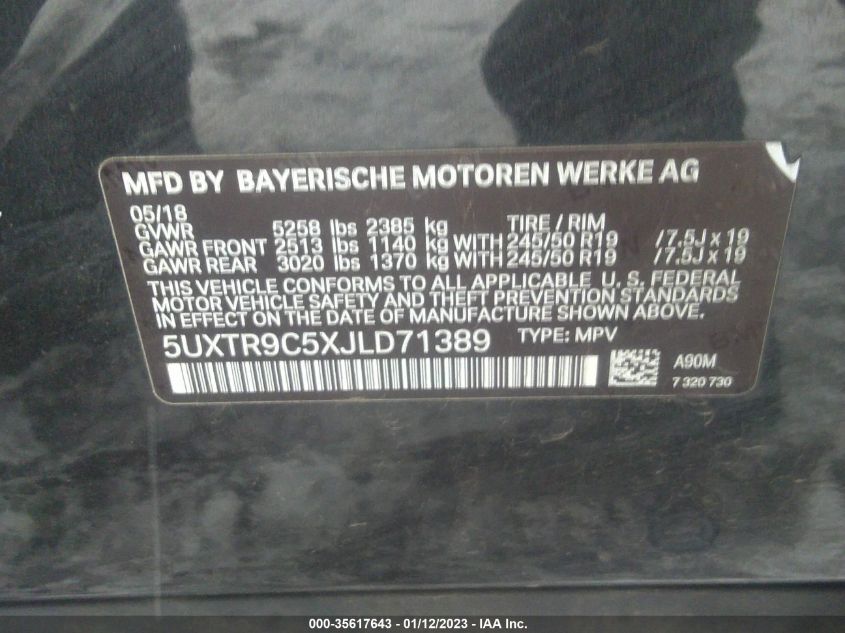 MFD BY BAYERISCHE MOTOREN WERKE AG
05/18
GVWR 5258 lbs 2385 kg TIRE / RIM
GAWR FRONT 2513 lbs 1140 kg WITH 245/50 R19 /7.5J x 19
GAWR REAR 3020 lbs 1370 kg WITH 245/50 R19 /7.5J x 19
THIS VEHICLE CONFORMS TO ALL APPLICABLE U. S. FEDERAL
MOTOR VEHICLE SAFETY AND THEFT PREVENTION STANDARDS
IN EFFECT ON THE DATE OF MANUFACTURE SHOWN ABOVE.
5UXTR9C5XJLD71389 TYPE: MPV
A90M
7 320 730
000-35617643 - 01/12/2023 - IAA Inc.